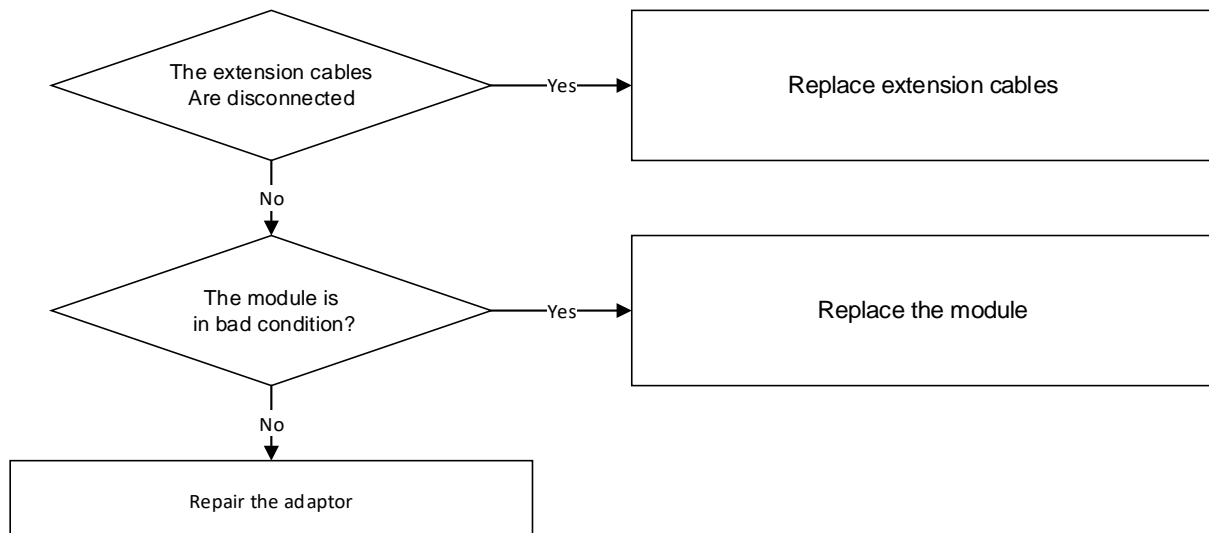 The extension cables
Are disconnected
Yes
Replace extension cables
No
The module is
in bad condition?
Yes
Replace the module
No
Repair the adaptor